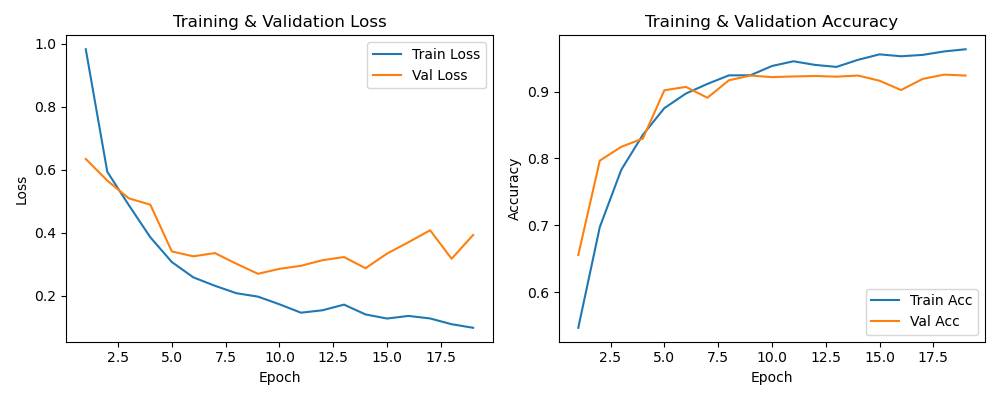 Training & Validation Loss
1.0
0.8
0.6
0.4
0.2
Loss
Train Loss
Val Loss
2.5 5.0 7.5 10.0 12.5 15.0 17.5
Epoch
Training & Validation Accuracy
0.9
0.8
0.7
0.6
Accuracy
Train Acc
Val Acc
2.5 5.0 7.5 10.0 12.5 15.0 17.5
Epoch